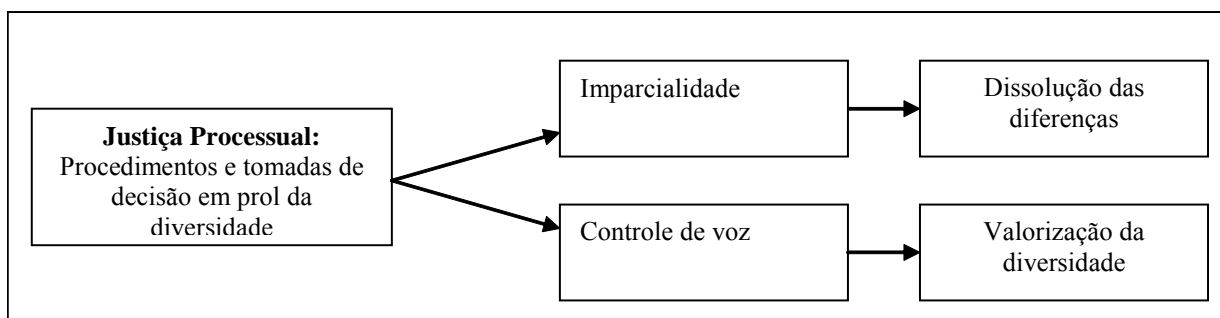 Justiça Processual:
Procedimentos e tomadas de
decisão em prol da
diversidade
Imparcialidade
Dissolução das
diferenças
Controle de voz
Valorização da
diversidade